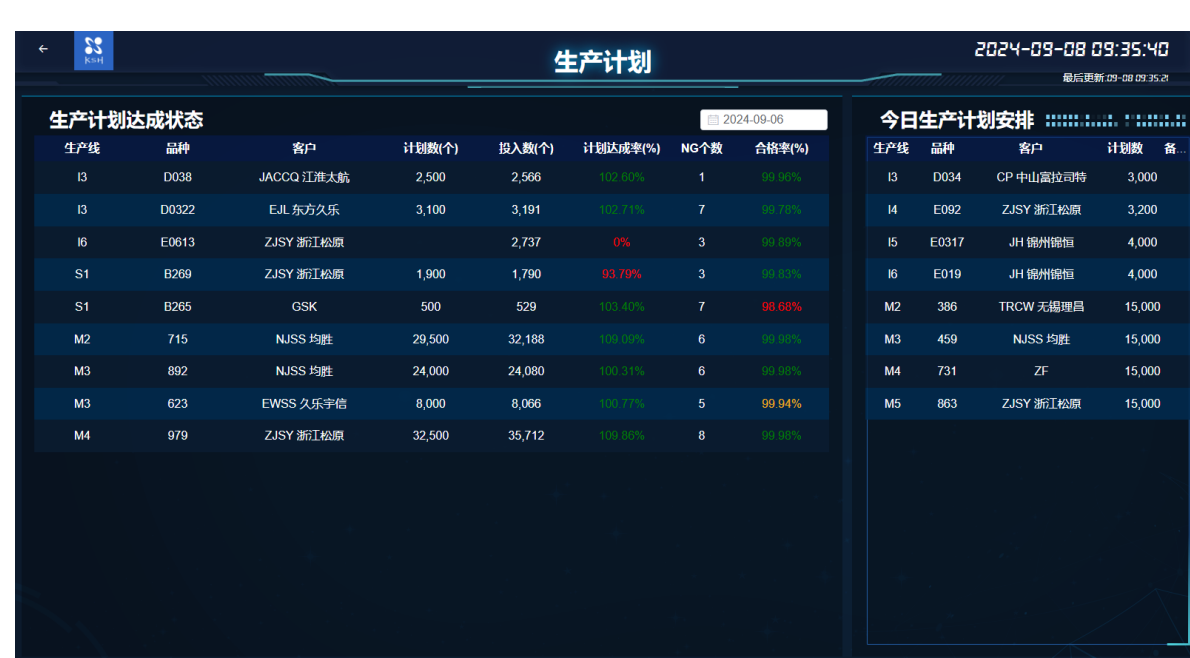 KSH
生产计划
2024-09-08 09:35:40
最后更新:09-08 09:35:21
生产计划达成状态
2024-09-06
生产线 品种 客户 计划数(个) 投入数(个) 计划达成率(%) NG个数 合格率(%)
I3 D038 JACCQ 江淮太航 2,500 2,566 102.60% 1 99.96%
I3 D0322 EJL 东方久乐 3,100 3,191 102.71% 7 99.78%
I6 E0613 ZJSY 浙江松原 2,737 0% 3 99.89%
S1 B269 ZJSY 浙江松原 1,900 1,790 93.79% 3 99.83%
S1 B265 GSK 500 529 103.40% 7 98.68%
M2 715 NJSS 均胜 29,500 32,188 109.09% 6 99.98%
M3 892 NJSS 均胜 24,000 24,080 100.31% 6 99.98%
M3 623 EWSS 久乐宇信 8,000 8,066 100.77% 5 99.94%
M4 979 ZJSY 浙江松原 32,500 35,712 109.86% 8 99.98%
今日生产计划安排
生产线 品种 客户 计划数 备...
I3 D034 CP 中山富拉司特 3,000
I4 E092 ZJSY 浙江松原 3,200
I5 E0317 JH 锦州锦恒 4,000
I6 E019 JH 锦州锦恒 4,000
M2 386 TRCW 无锡理昌 15,000
M3 459 NJSS 均胜 15,000
M4 731 ZF 15,000
M5 863 ZJSY 浙江松原 15,000